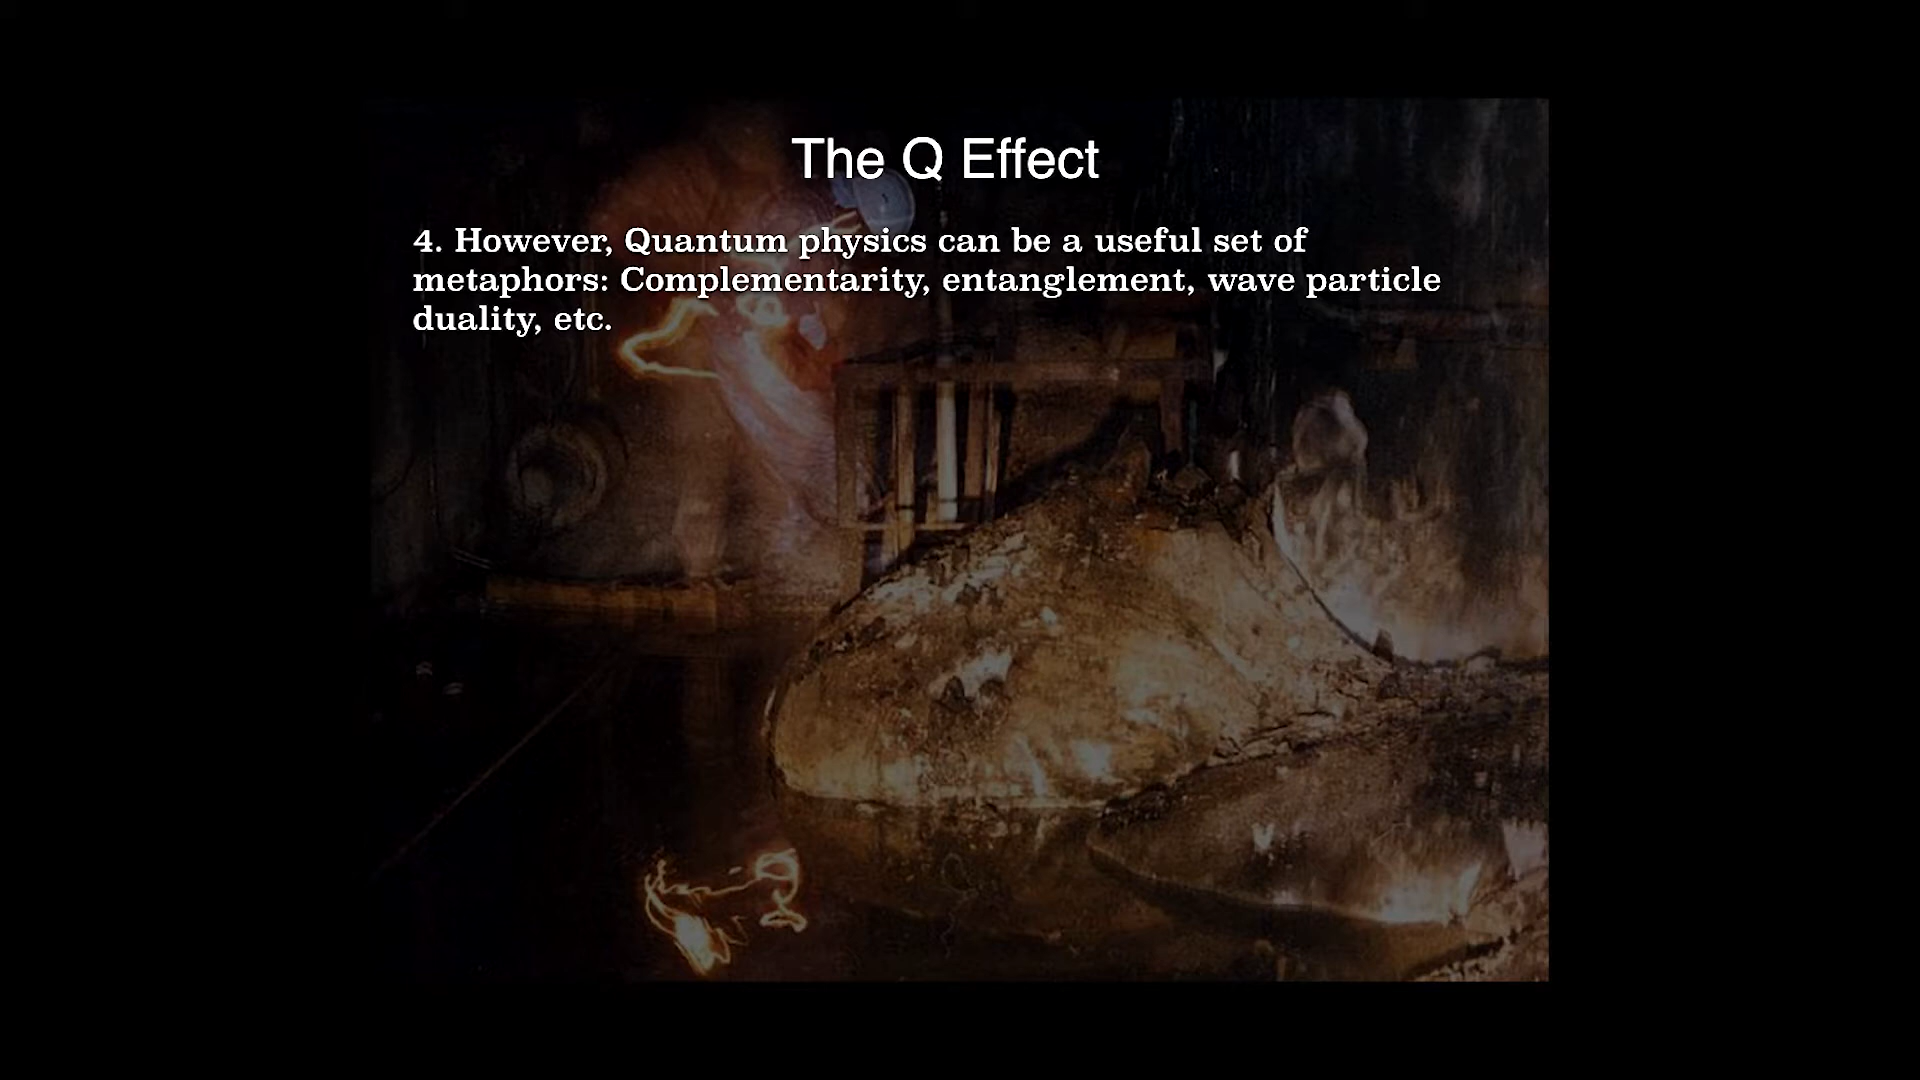 The Q Effect
4. However, Quantum physics can be a useful set of
metaphors: Complementarity, entanglement, wave particle
duality, etc.